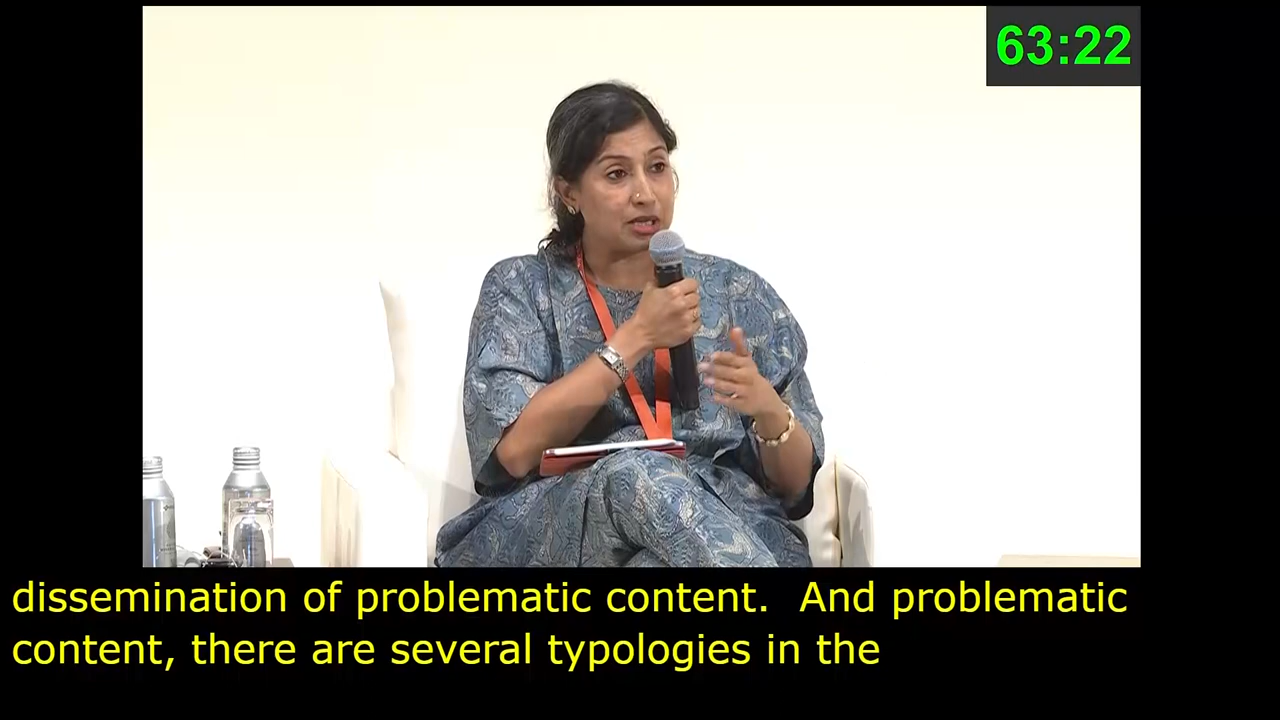 63:22
dissemination of problematic content.  And problematic
content, there are several typologies in the